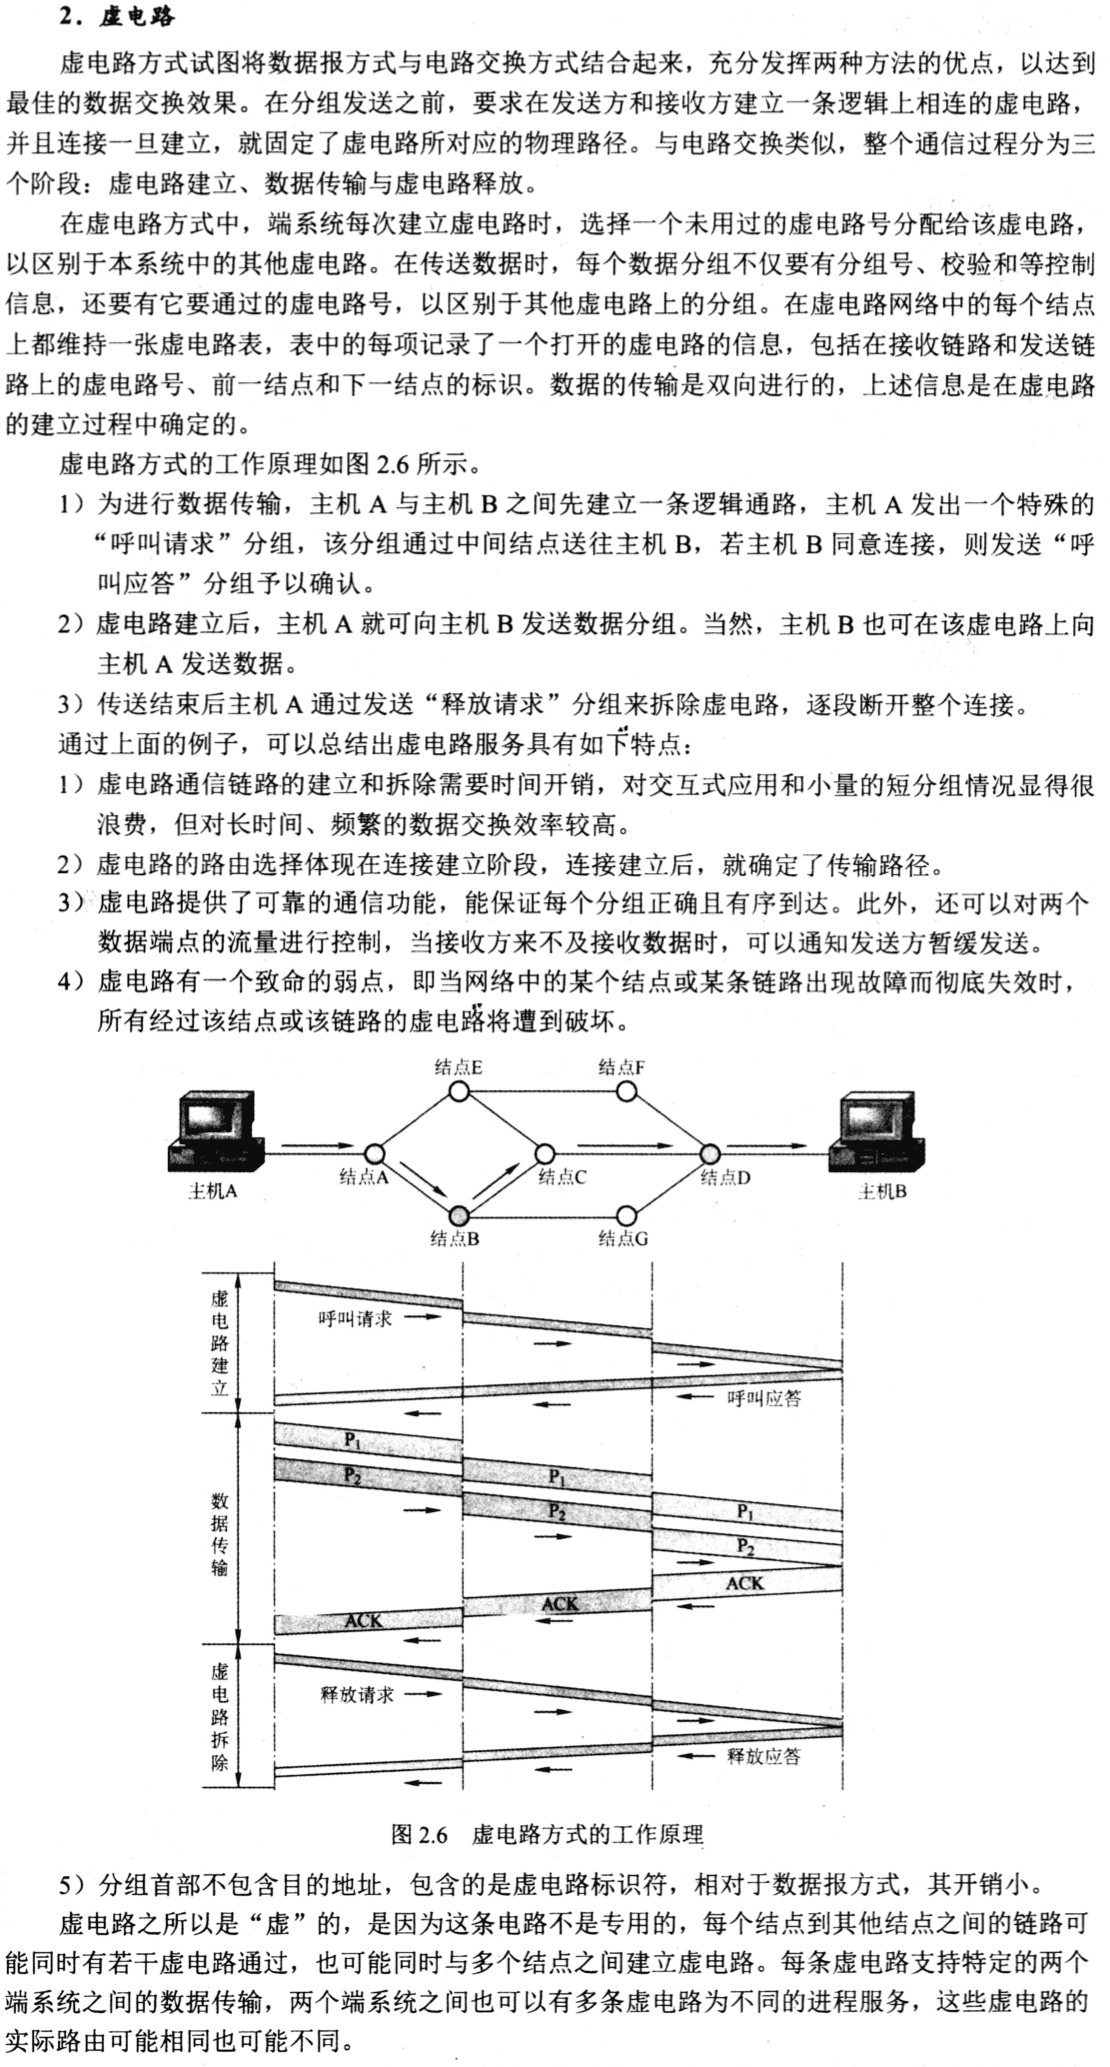 2．虚电路
虚电路方式试图将数据报方式与电路交换方式结合起来，充分发挥两种方法的优点，以达到
最佳的数据交换效果。在分组发送之前，要求在发送方和接收方建立一条逻辑上相连的虚电路，
并且连接一旦建立，就固定了虚电路所对应的物理路径。与电路交换类似，整个通信过程分为三
个阶段：虚电路建立、数据传输与虚电路释放。
在虚电路方式中，端系统每次建立虚电路时，选择一个未用过的虚电路号分配给该虚电路，
以区别于本系统中的其他虚电路。在传送数据时，每个数据分组不仅要有分组号、校验和等控制
信息，还要有它要通过的虚电路号，以区别于其他虚电路上的分组。在虚电路网络中的每个结点
上都维持一张虚电路表，表中的每项记录了一个打开的虚电路的信息，包括在接收链路和发送链
路上的虚电路号、前一结点和下一结点的标识。数据的传输是双向进行的，上述信息是在虚电路
的建立过程中确定的。
虚电路方式的工作原理如图 2.6 所示。
1）为进行数据传输，主机 A 与主机 B 之间先建立一条逻辑通路，主机 A 发出一个特殊的
“呼叫请求”分组，该分组通过中间结点送往主机 B，若主机 B 同意连接，则发送“呼
叫应答”分组予以确认。
2）虚电路建立后，主机 A 就可向主机 B 发送数据分组。当然，主机 B 也可在该虚电路上向
主机 A 发送数据。
3）传送结束后主机 A 通过发送“释放请求”分组来拆除虚电路，逐段断开整个连接。
通过上面的例子，可以总结出虚电路服务具有如下特点：
1）虚电路通信链路的建立和拆除需要时间开销，对交互式应用和小量的短分组情况显得很
浪费，但对长时间、频繁的数据交换效率较高。
2）虚电路的路由选择体现在连接建立阶段，连接建立后，就确定了传输路径。
3）虚电路提供了可靠的通信功能，能保证每个分组正确且有序到达。此外，还可以对两个
数据端点的流量进行控制，当接收方来不及接收数据时，可以通知发送方暂缓发送。
4）虚电路有一个致命的弱点，即当网络中的某个结点或某条链路出现故障而彻底失效时，
所有经过该结点或该链路的虚电路将遭到破坏。
结点E 结点F
结点A 结点C 结点D
主机A 主机B
结点B 结点G
虚电路建立
呼叫请求
呼叫应答
数据传输
P1
P2 P1
P2 P1
P2
ACK
ACK
ACK
虚电路拆除
释放请求
释放应答
图 2.6 虚电路方式的工作原理
5）分组首部不包含目的地址，包含的是虚电路标识符，相对于数据报方式，其开销小。
虚电路之所以是“虚”的，是因为这条电路不是专用的，每个结点到其他结点之间的链路可
能同时有若干虚电路通过，也可能同时与多个结点之间建立虚电路。每条虚电路支持特定的两个
端系统之间的数据传输，两个端系统之间也可以有多条虚电路为不同的进程服务，这些虚电路的
实际路由可能相同也可能不同。